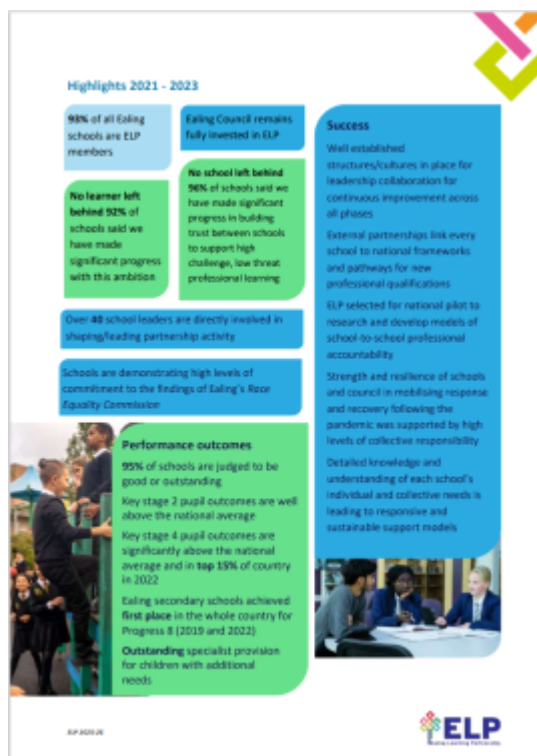 Highlights 2021 - 2023
98% of all Ealing
schools are ELP
members
Ealing Council remains
fully invested in ELP
No learner left
behind 92% of
schools said we
have made
significant progress
with this ambition
No school left behind
96% of schools said we
have made significant
progress in building
trust between schools
to support high
challenge, low threat
professional learning
Over 40 school leaders are directly involved in
shaping/leading partnership activity
Schools are demonstrating high levels of
commitment to the findings of Ealing's Race
Equality Commission
Performance outcomes
95% of schools are judged to be
good or outstanding
Key stage 2 pupil outcomes are well
above the national average
Key stage 4 pupil outcomes are
significantly above the national
average and in top 15% of country
in 2022
Ealing secondary schools achieved
first place in the whole country for
Progress 8 (2019 and 2022)
Outstanding specialist provision
for children with additional
needs
Success
Well established
structures/cultures in place for
leadership collaboration for
continuous improvement across
all phases
External partnerships link every
school to national frameworks
and pathways for new
professional qualifications
ELP selected for national pilot to
research and develop models of
school-to-school professional
accountability
Strength and resilience of schools
and council in mobilising response
and recovery following the
pandemic was supported by high
levels of collective responsibility
Detailed knowledge and
understanding of each school's
individual and collective needs is
leading to responsive and
sustainable support models
ELP
Ealing Learning Partnership